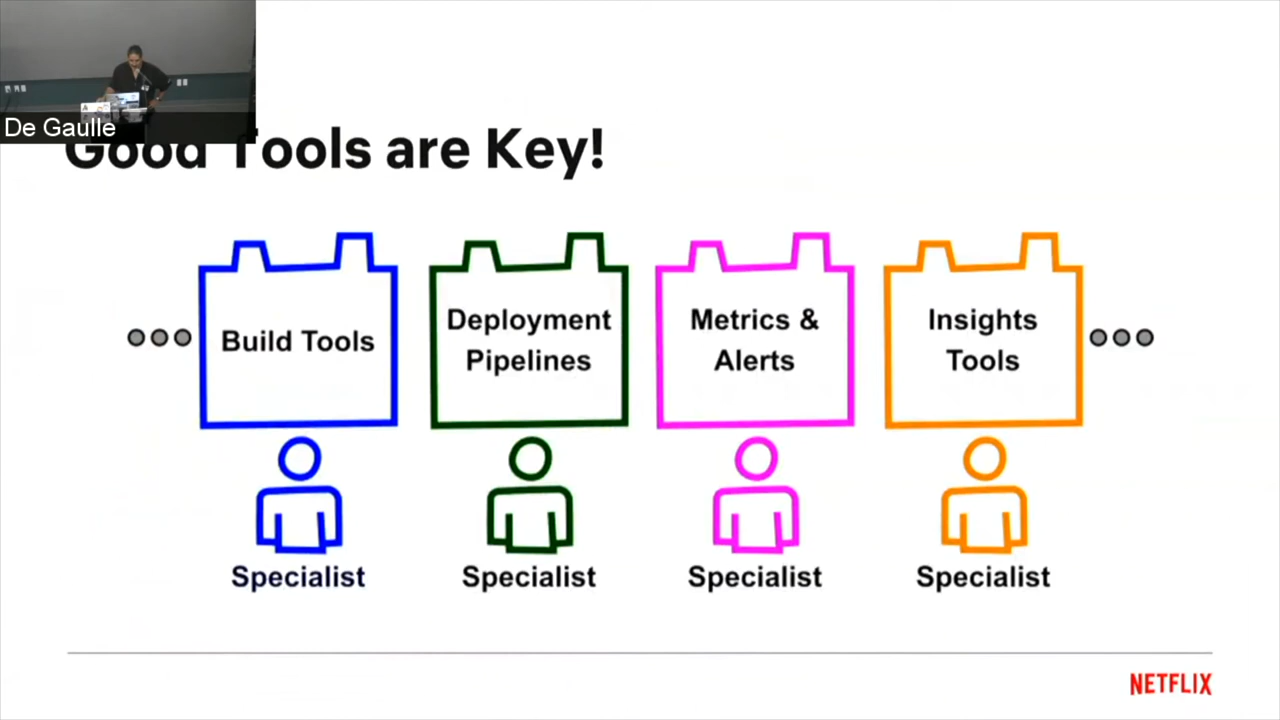 De Gaulle
Good Tools are Key!
Build Tools
Deployment
Pipelines
Metrics &
Alerts
Insights
Tools
Specialist
Specialist
Specialist
Specialist
NETFLIX